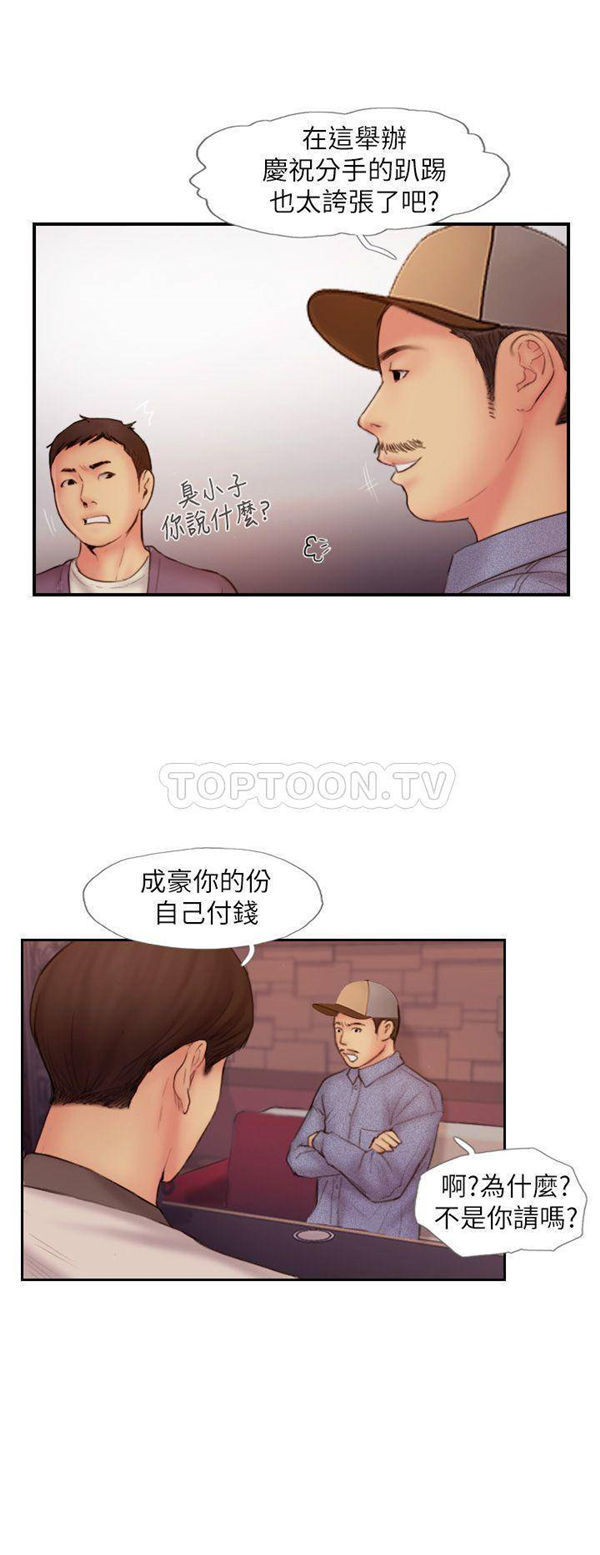 在這舉辦
慶祝分手的趴踢
也太誇張了吧?
臭小子
你說什麼?
TOPTOON.TV
成豪你的份
自己付錢
啊?為什麼?
不是你請嗎?